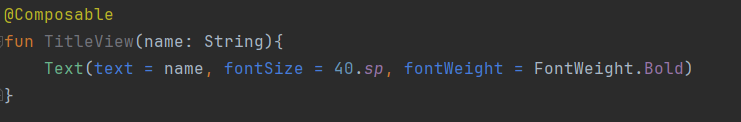 @Composable
fun TitleView(name: String){
    Text(text = name, fontSize = 40.sp, fontWeight = FontWeight.Bold)
}